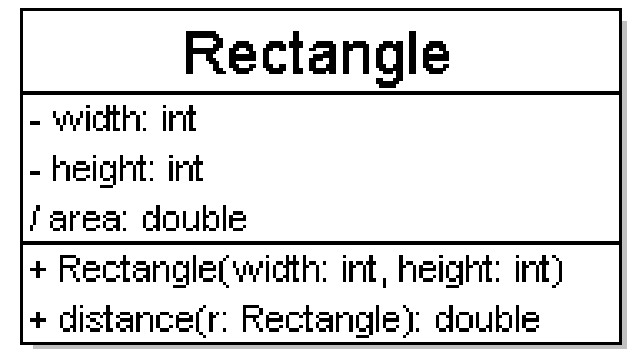 Rectangle
- width: int
- height: int
/ area: double
+ Rectangle(width: int, height: int)
+ distance(r: Rectangle): double